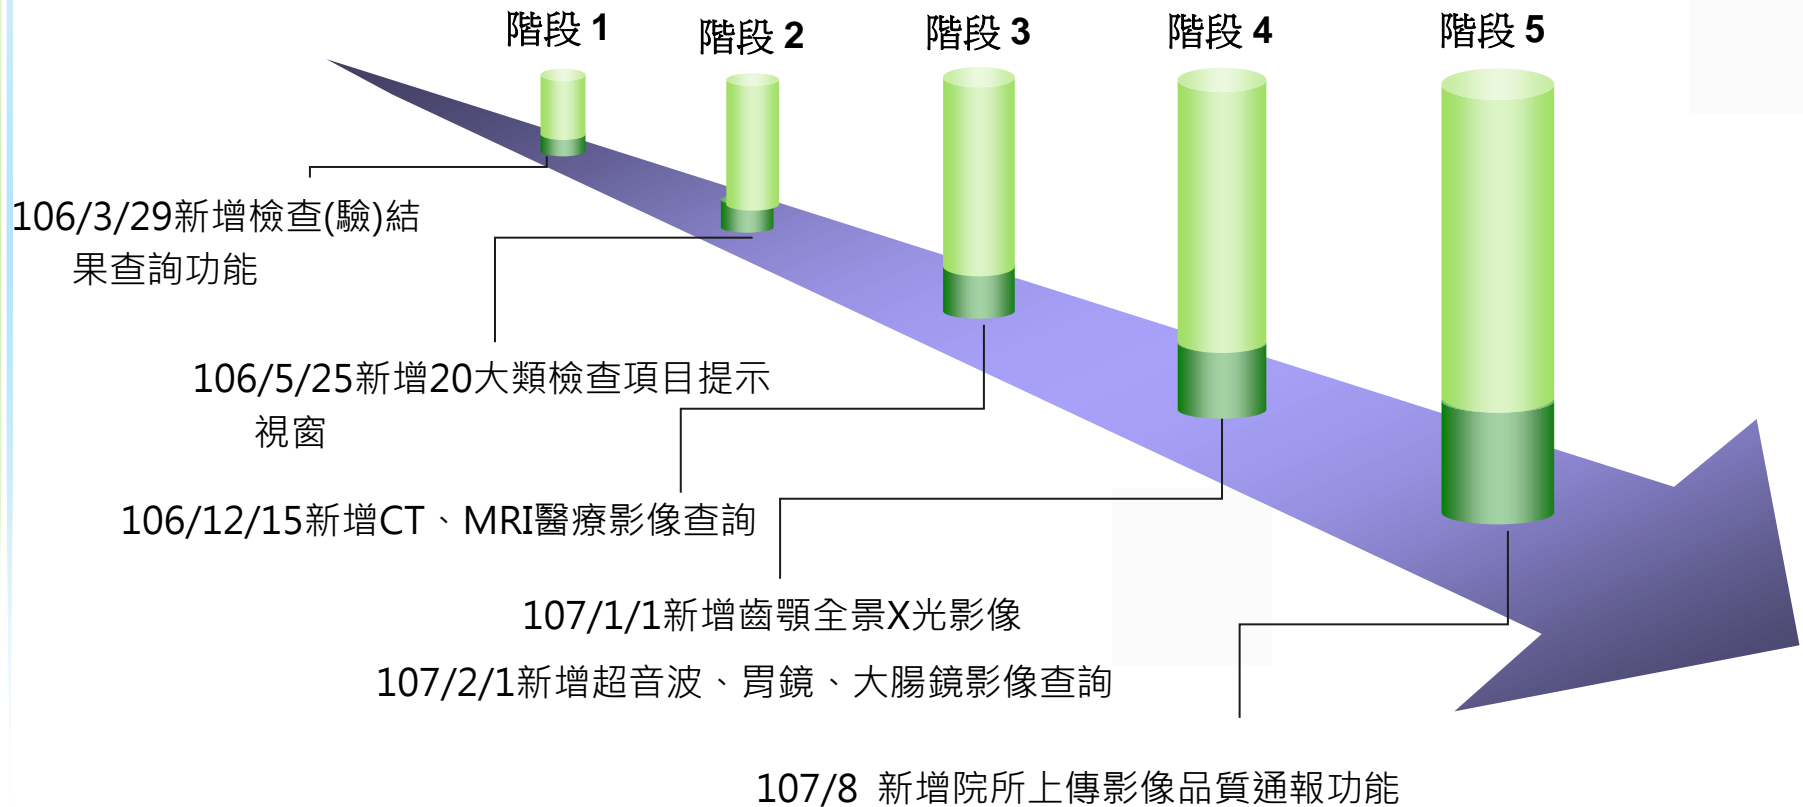 階段 1
階段 2
階段 3
階段 4
階段 5
106/3/29新增檢查(驗)結
果查詢功能
106/5/25新增20大類檢查項目提示
視窗
106/12/15新增CT、MRI醫療影像查詢
107/1/1新增齒顎全景X光影像
107/2/1新增超音波、胃鏡、大腸鏡影像查詢
107/8 新增院所上傳影像品質通報功能